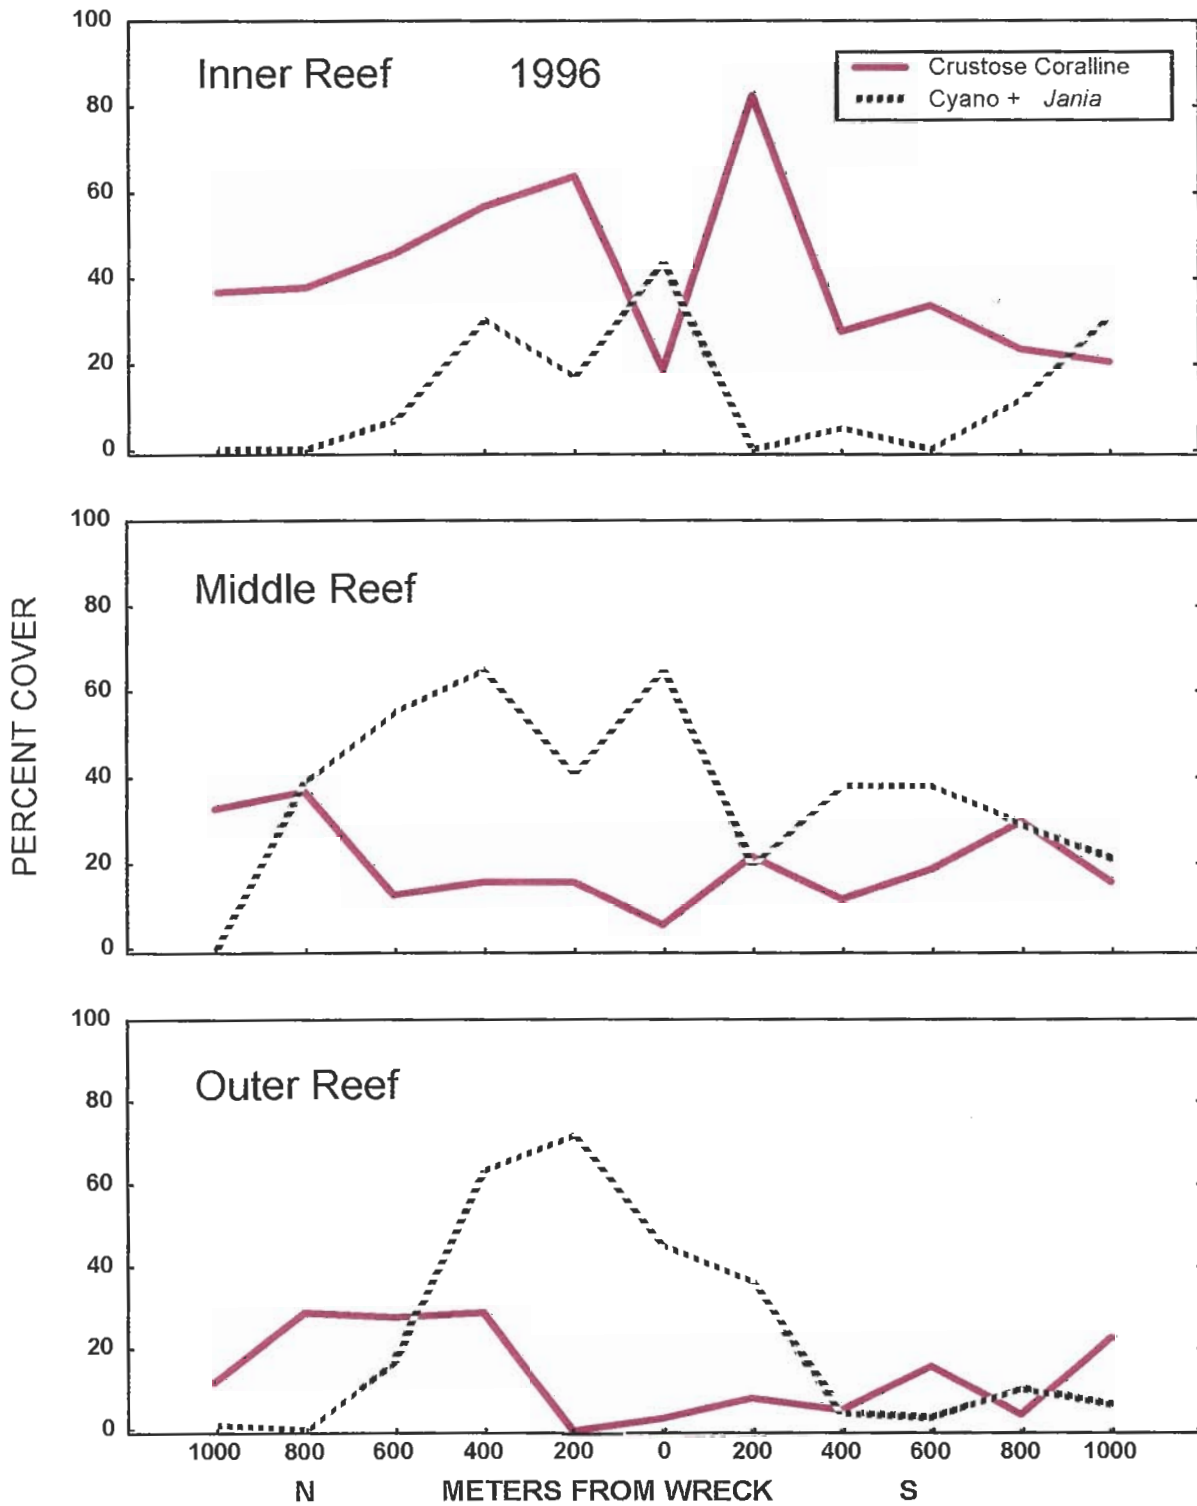 Inner Reef 1996
Crustose Coralline
Cyano + Jania
100
80
60
40
20
0
Middle Reef
100
80
60
40
20
0
PERCENT COVER
Outer Reef
100
80
60
40
20
0
1000 800 600 400 200 0 200 400 600 800 1000
N METERS FROM WRECK S